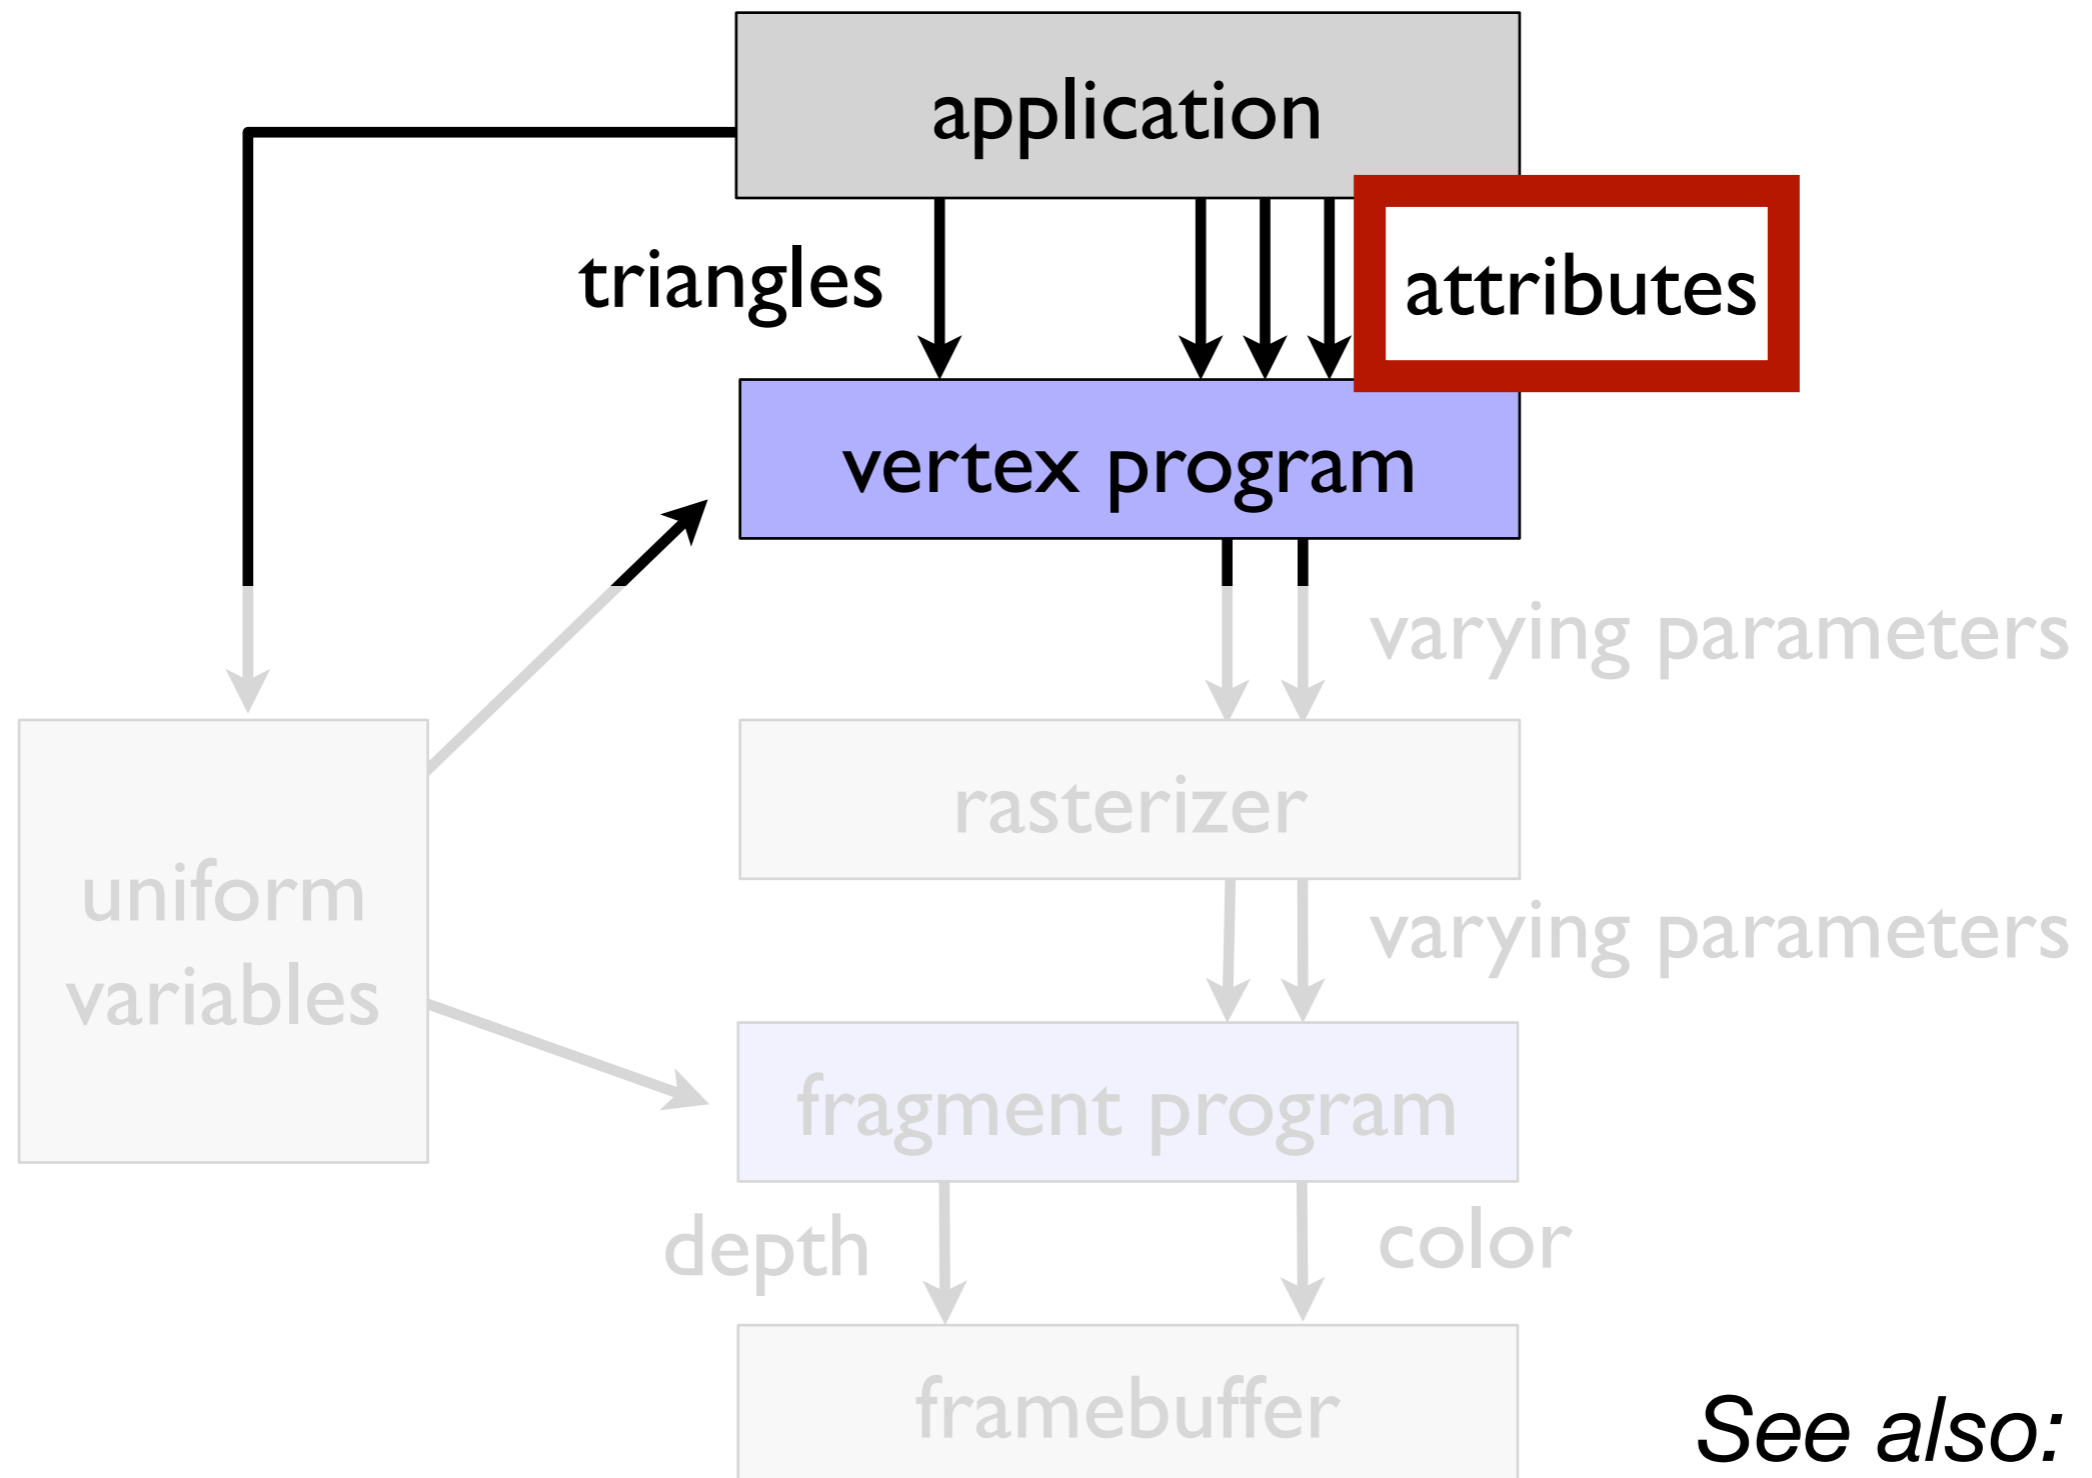 application
triangles
attributes
vertex program
varying parameters
rasterizer
uniform
variables
varying parameters
fragment program
depth
color
framebuffer
See also: